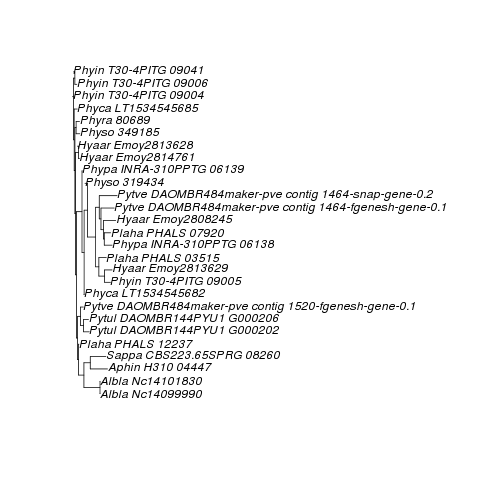 Phyin T30-4PITG 09041
Phyin T30-4PITG 09006
Phyin T30-4PITG 09004
Phyca LT1534545685
Phyra 80689
Physo 349185
Hyaar Emoy2813628
Hyaar Emoy2814761
Phypa INRA-310PPTG 06139
Physo 319434
Pytve DAOMBR484maker-pve contig 1464-snap-gene-0.2
Pytve DAOMBR484maker-pve contig 1464-fgenesh-gene-0.1
Hyaar Emoy2808245
Plaha PHALS 07920
Phypa INRA-310PPTG 06138
Plaha PHALS 03515
Hyaar Emoy2813629
Phyin T30-4PITG 09005
Phyca LT1534545682
Pytve DAOMBR484maker-pve contig 1520-fgenesh-gene-0.1
Pytul DAOMBR144PYU1 G000206
Pytul DAOMBR144PYU1 G000202
Plaha PHALS 12237
Sappa CBS223.65SPRG 08260
Aphin H310 04447
Albla Nc14101830
Albla Nc14099990